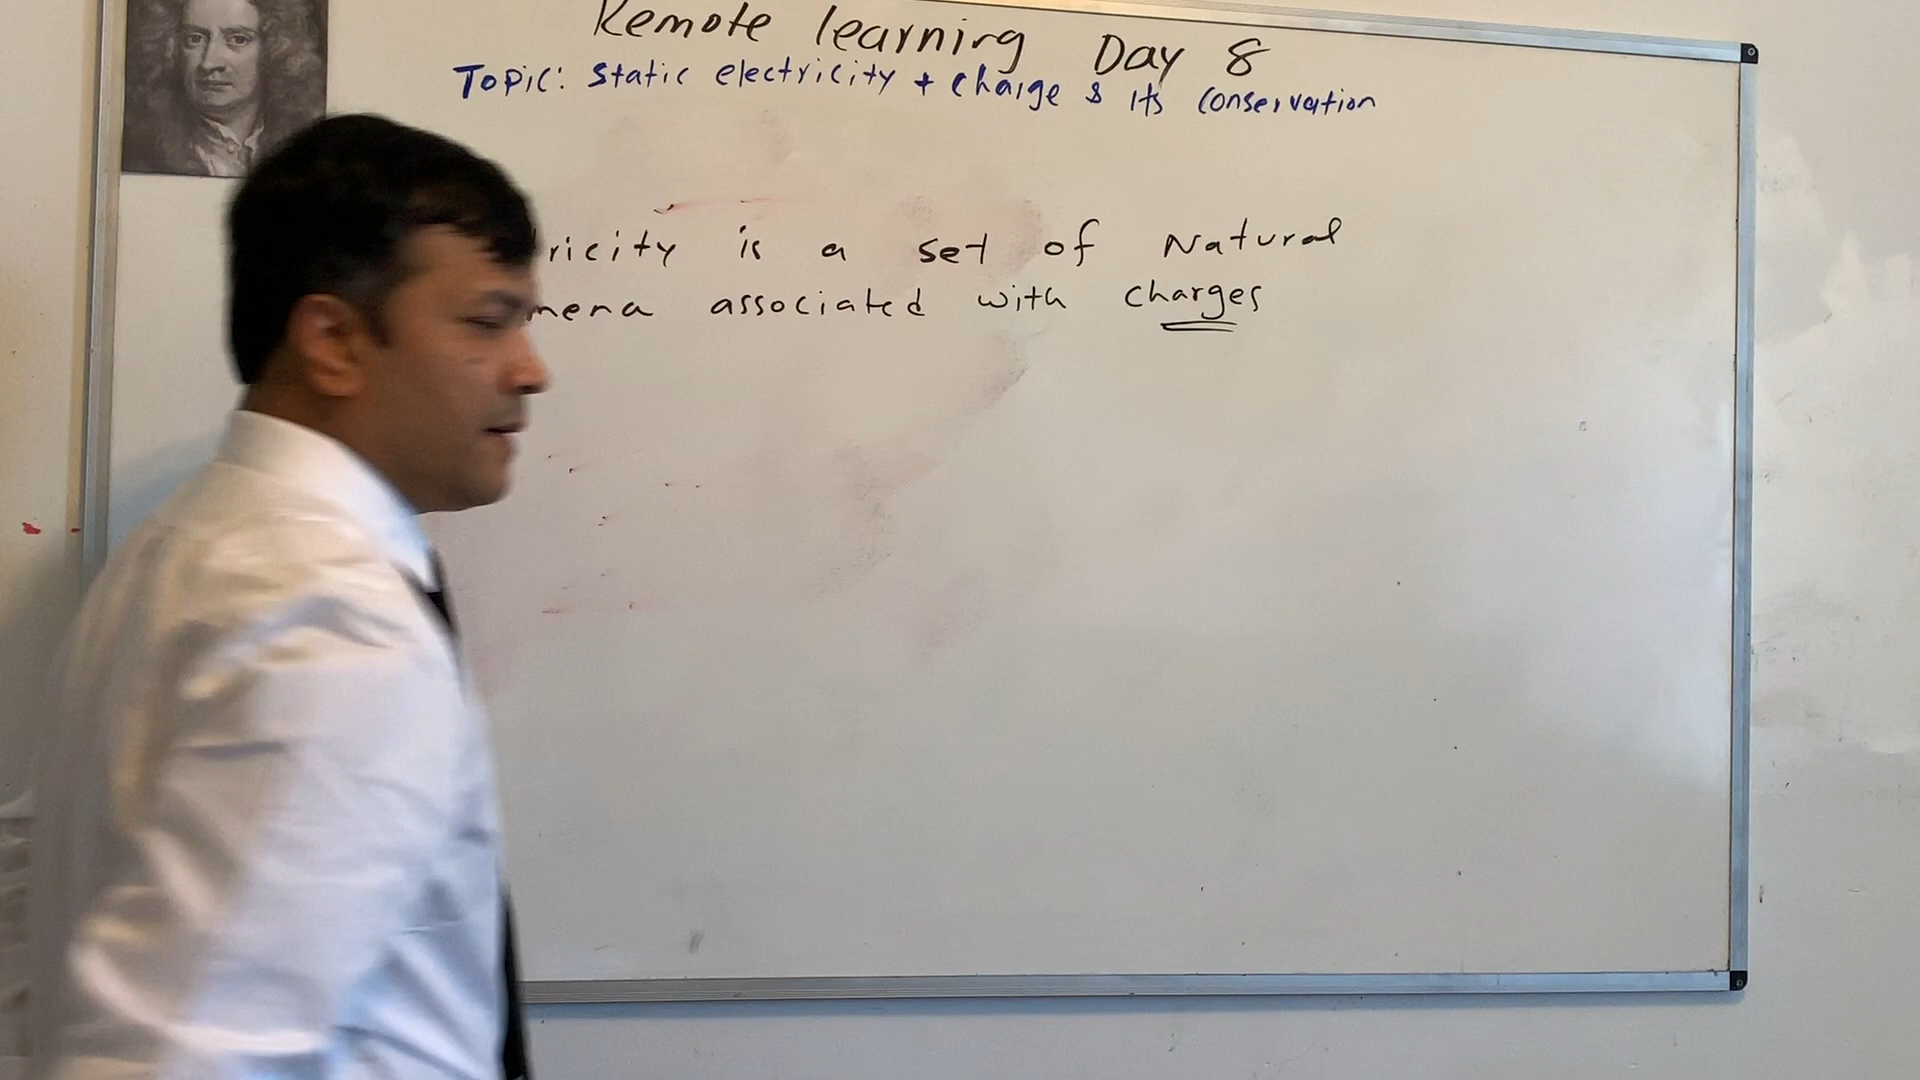 Remote learning Day 8
Topic: Static electricity + Charge & Its Conservation
ricity is a set of Natural
mena associated with charges